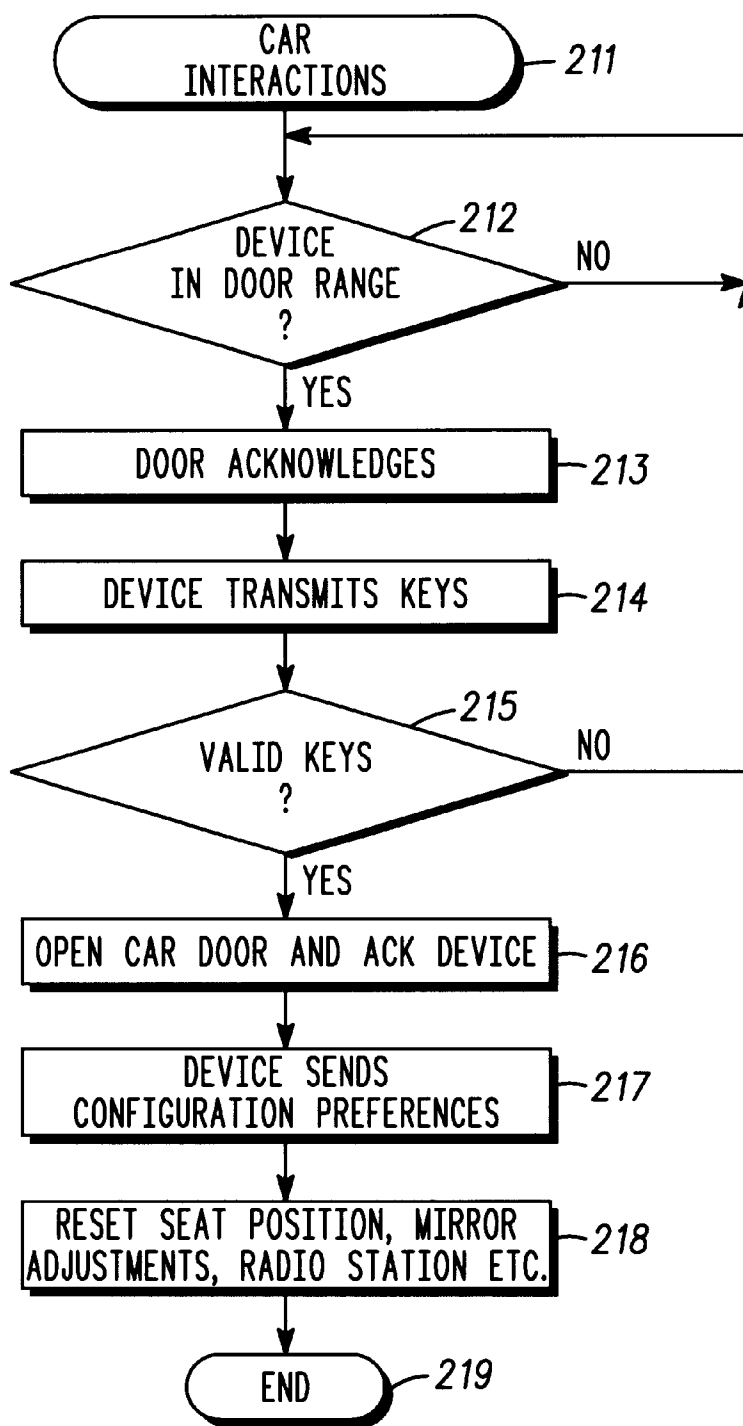 CAR
INTERACTIONS
211
212
DEVICE
IN DOOR RANGE
?
NO
YES
DOOR ACKNOWLEDGES
213
DEVICE TRANSMITS KEYS
214
215
VALID KEYS
?
NO
YES
OPEN CAR DOOR AND ACK DEVICE
216
DEVICE SENDS
CONFIGURATION PREFERENCES
217
RESET SEAT POSITION, MIRROR
ADJUSTMENTS, RADIO STATION ETC.
218
END
219